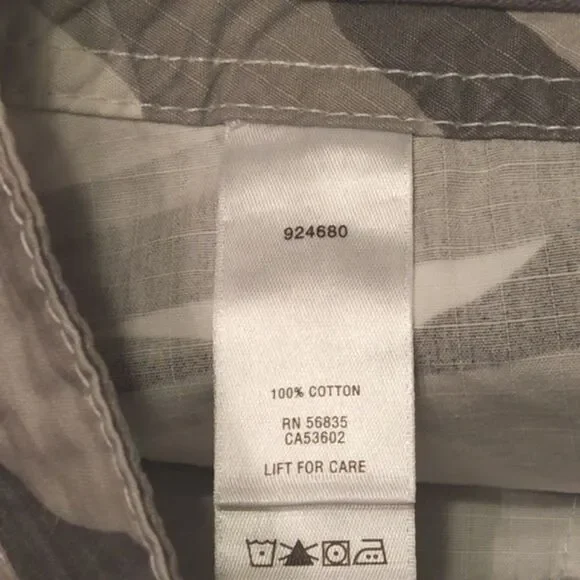 924680
100% COTTON
RN 56835
CA53602
LIFT FOR CARE